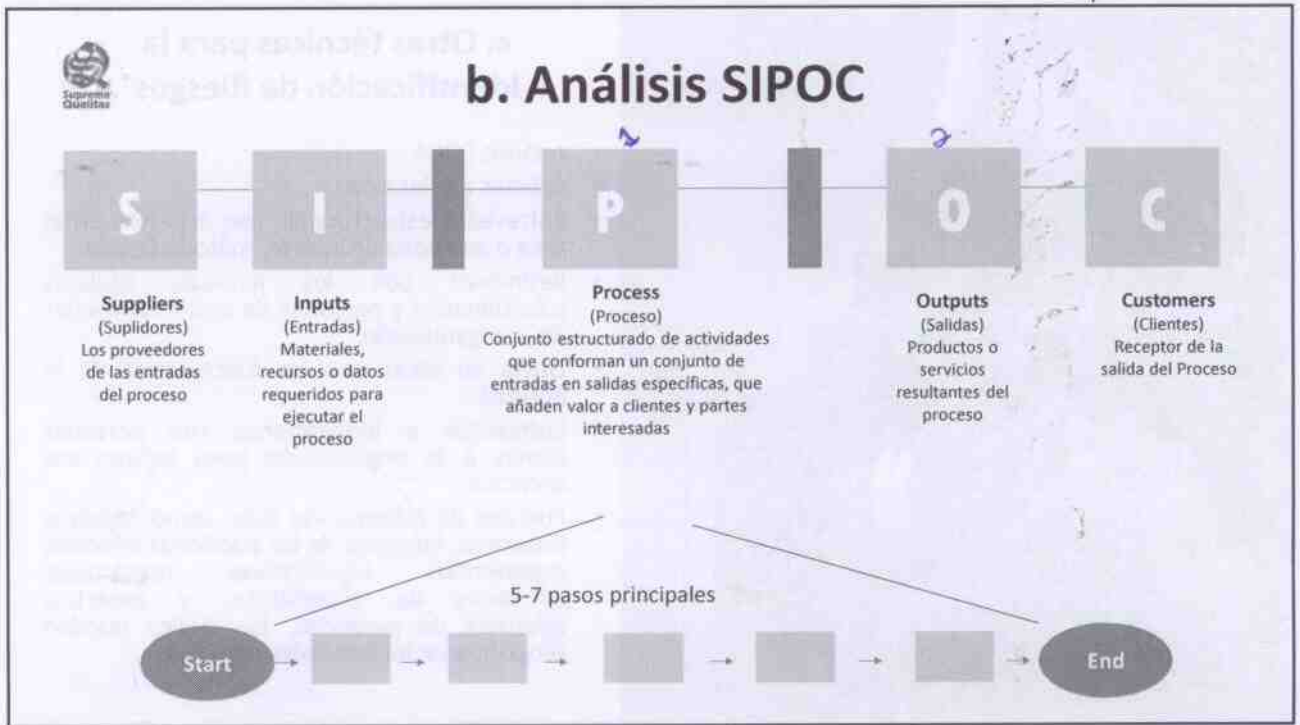 Suprema
Qualitas
b. Análisis SIPOC
1
2
S
I
P
O
C
Suppliers
(Suplidores)
Los proveedores
de las entradas
del proceso
Inputs
(Entradas)
Materiales,
recursos o datos
requeridos para
ejecutar el
proceso
Process
(Proceso)
Conjunto estructurado de actividades
que conforman un conjunto de
entradas en salidas específicas, que
añaden valor a clientes y partes
interesadas
Outputs
(Salidas)
Productos o
servicios
resultantes del
proceso
Customers
(Clientes)
Receptor de la
salida del Proceso
5-7 pasos principales
Start
End